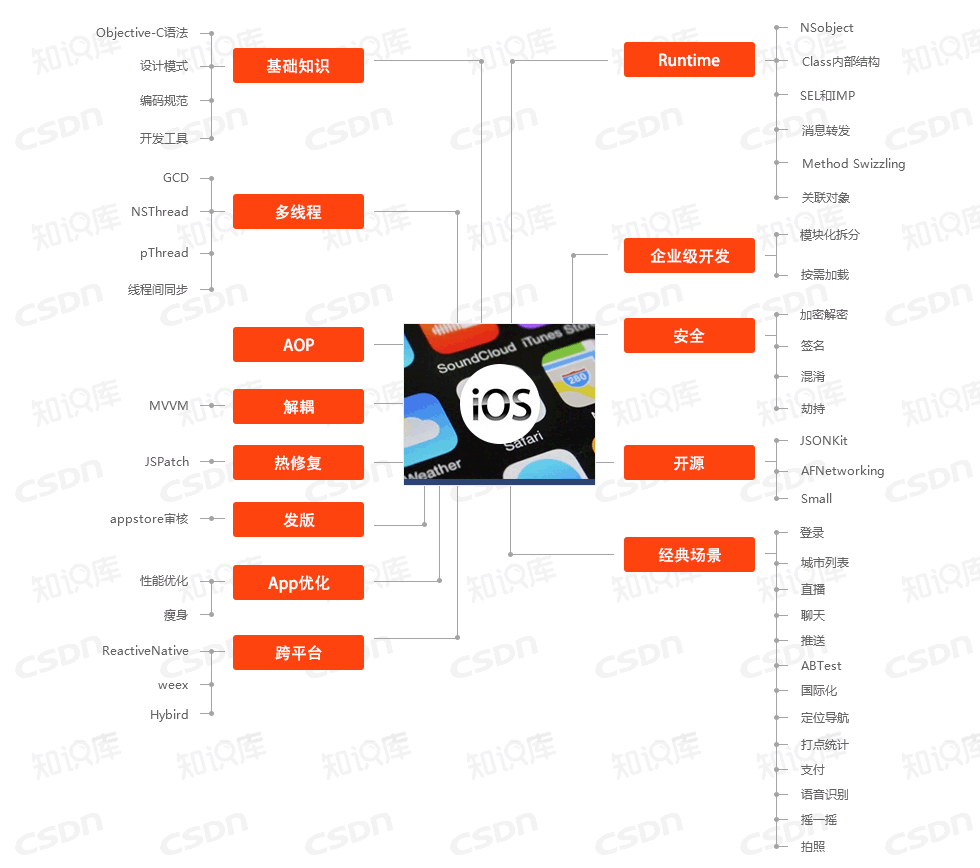 Objective-C语法
设计模式
编码规范
开发工具
基础知识
GCD
NSThread
pThread
线程间同步
多线程
AOP
MVVM
解耦
JSPatch
热修复
appstore审核
发版
性能优化
瘦身
App优化
ReactiveNative
weex
Hybird
跨平台
SoundCloud
iTunes Store
280
iOS
Safari
Weather
Runtime
NSobject
Class内部结构
SEL和IMP
消息转发
Method Swizzling
关联对象
企业级开发
模块化拆分
按需加载
安全
加密解密
签名
混淆
劫持
开源
JSONKit
AFNetworking
Small
经典场景
登录
城市列表
直播
聊天
推送
ABTest
国际化
定位导航
打点统计
支付
语音识别
摇一摇
拍照
知识库
CSDN